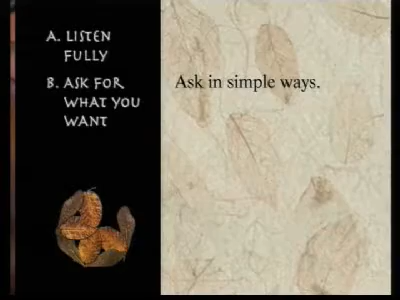 A. LISTEN
FULLY
B. ASK FOR
WHAT YOU
WANT
Ask in simple ways.